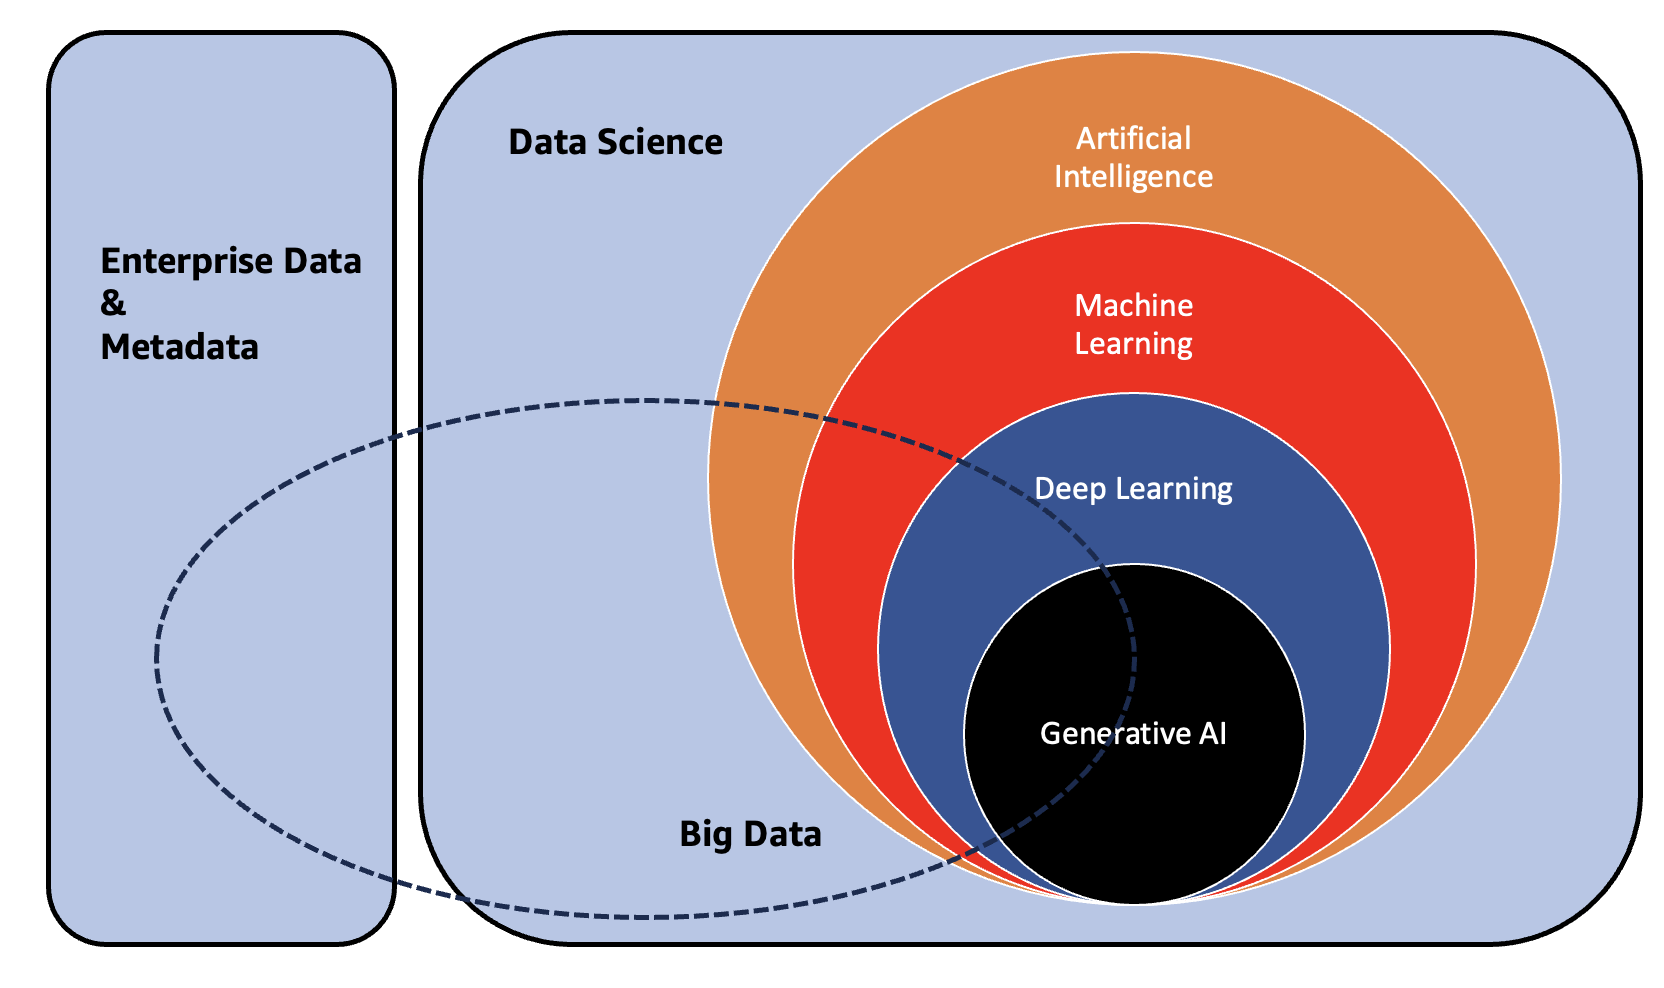 Data Science
Artificial
Intelligence
Enterprise Data
&
Metadata
Machine
Learning
Deep Learning
Generative AI
Big Data